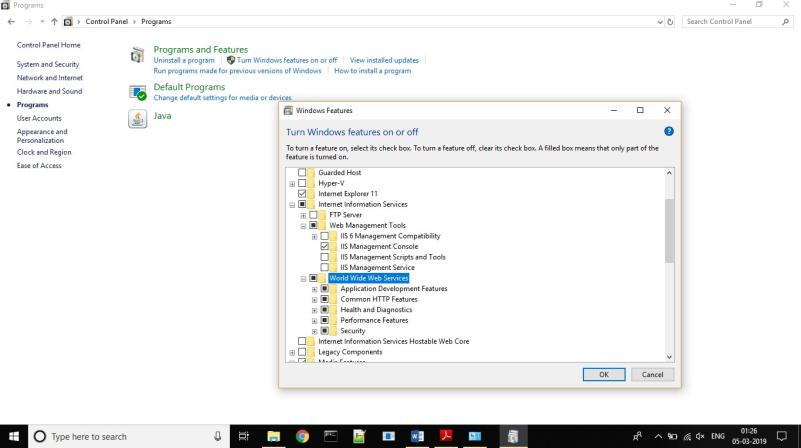 Programs
Control Panel > Programs
Search Control Panel
Control Panel Home
System and Security
Network and Internet
Hardware and Sound
Programs
User Accounts
Appearance and
Personalization
Clock and Region
Ease of Access
Programs and Features
Uninstall a program
Turn Windows features on or off
View installed updates
Run programs made for previous versions of Windows
How to install a program
Default Programs
Change default settings for media or devices
Java
Windows Features
Turn Windows features on or off
To turn a feature on, select its check box. To turn a feature off, clear its check box. A filled box means that only part of the
feature is turned on.
Guarded Host
Hyper-V
Internet Explorer 11
Internet Information Services
FTP Server
Web Management Tools
IIS 6 Management Compatibility
IIS Management Console
IIS Management Scripts and Tools
IIS Management Service
World Wide Web Services
Application Development Features
Common HTTP Features
Health and Diagnostics
Performance Features
Security
Internet Information Services Hostable Web Core
Legacy Components
Media Features
OK
Cancel
Type here to search
ENG
01:26
05-03-2019